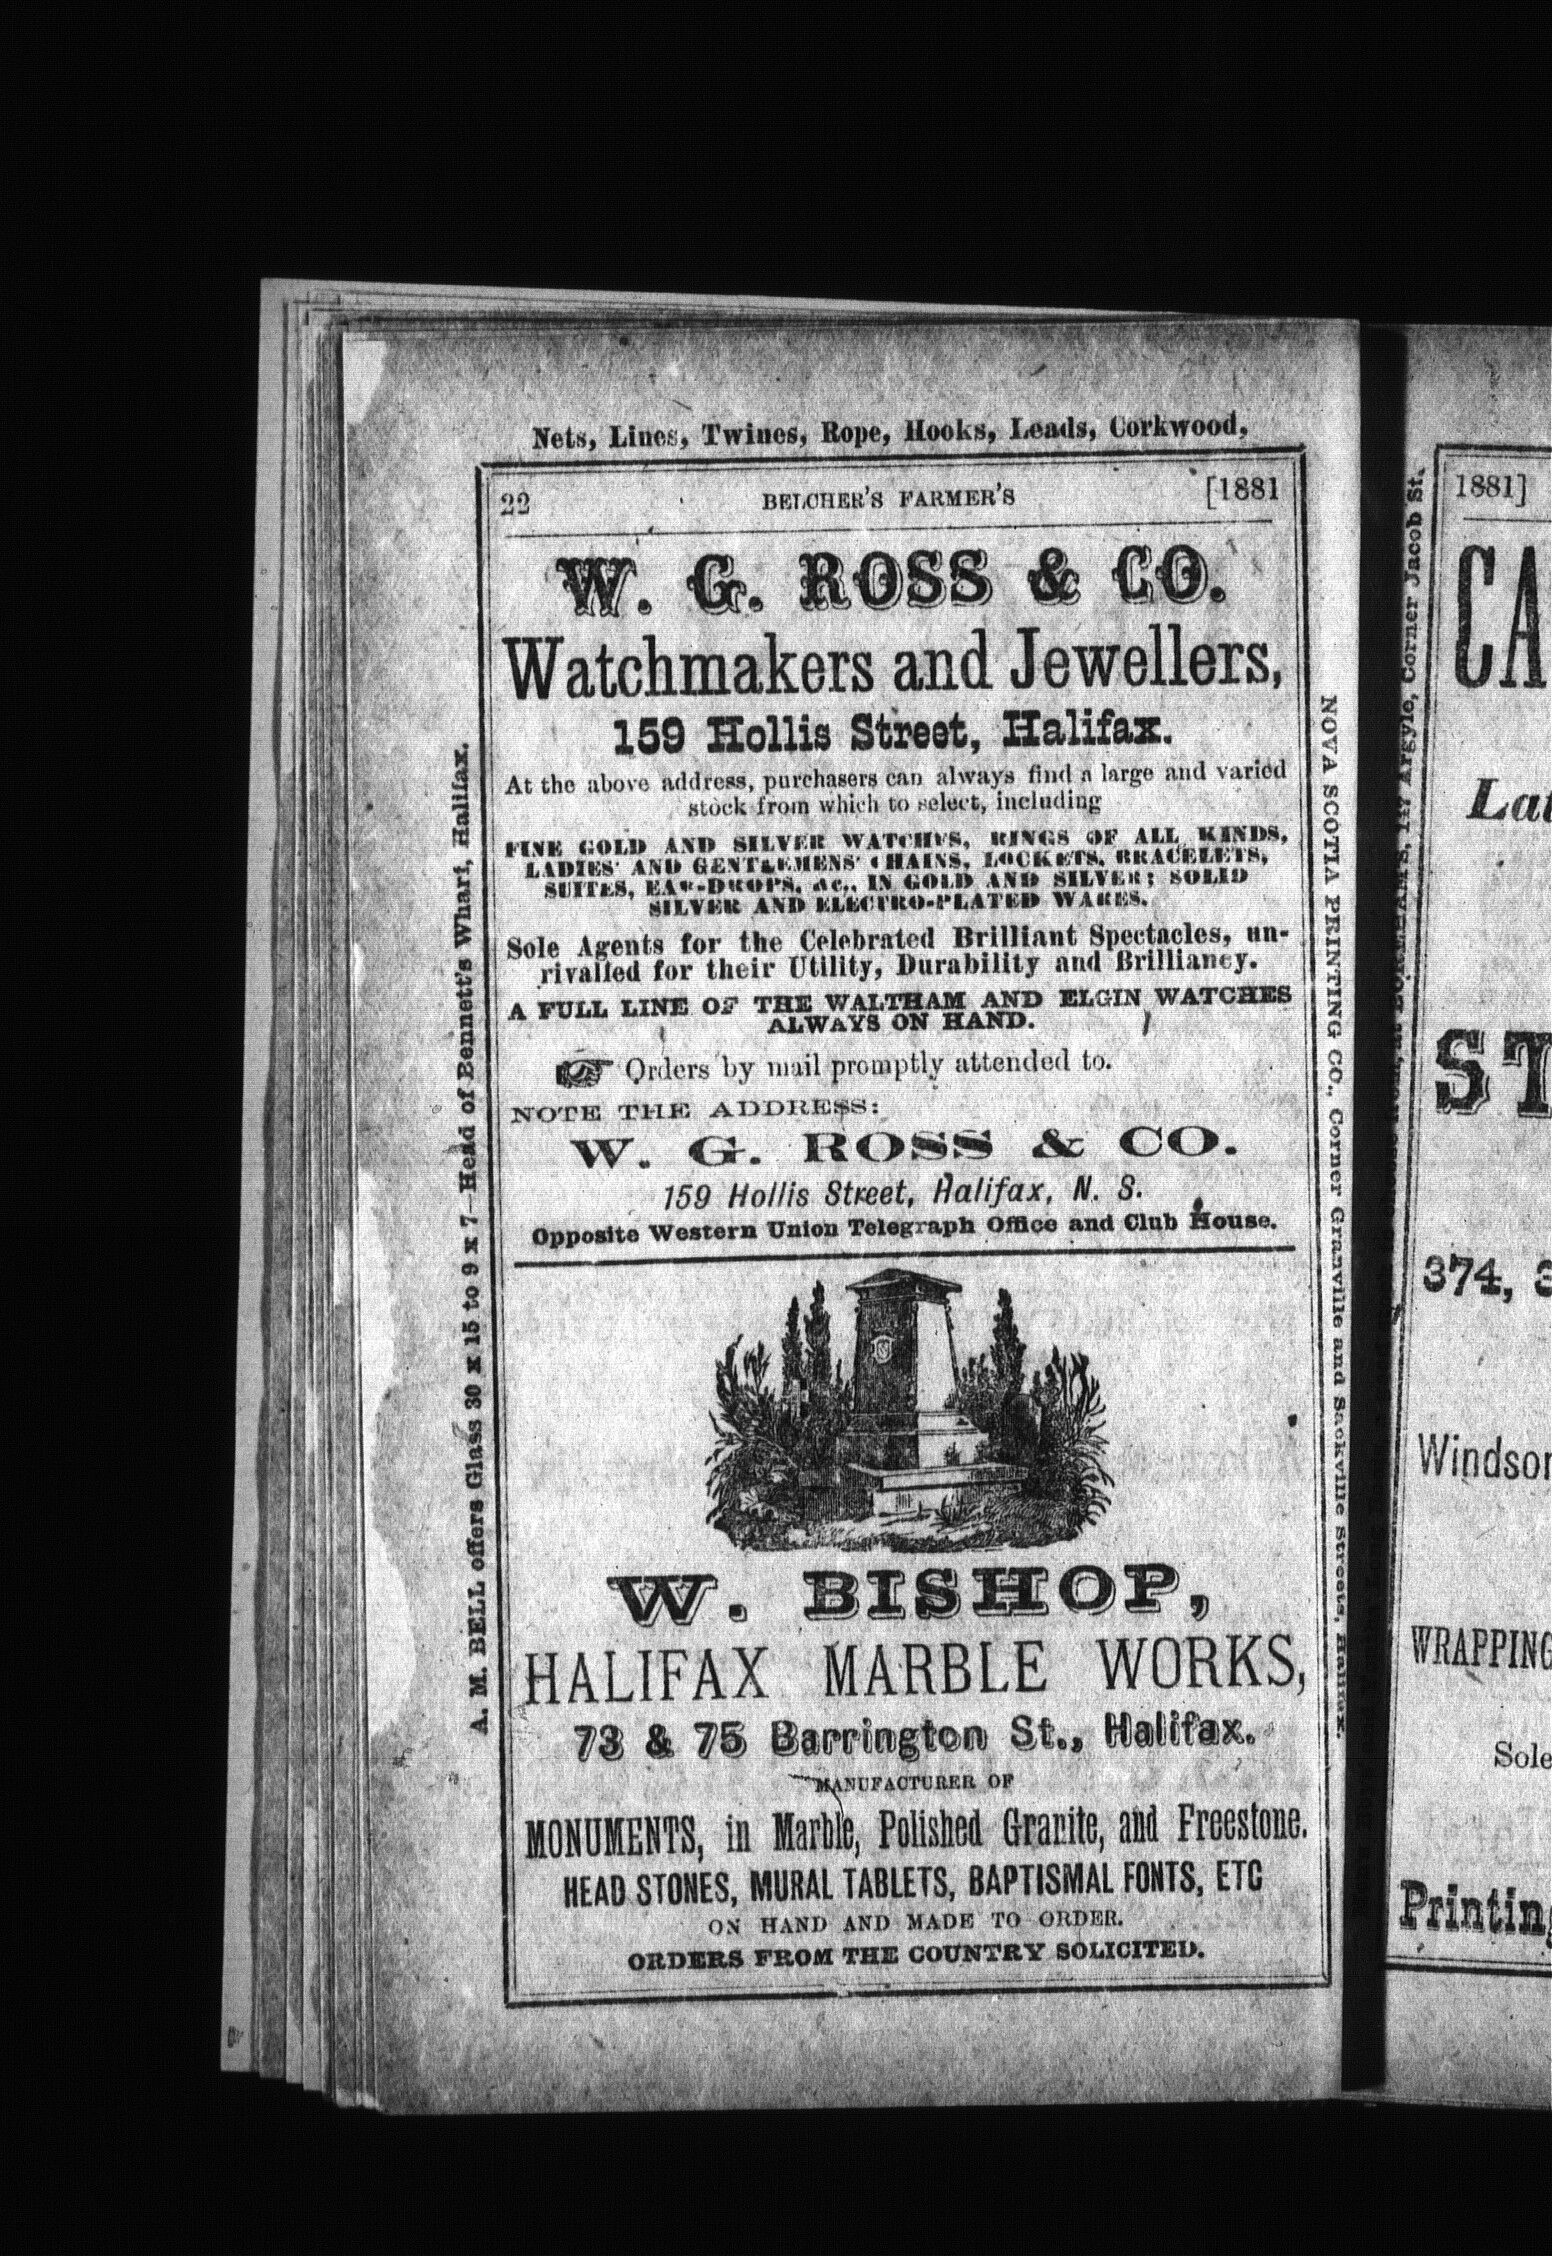 Nets, Lines, Twines, Rope, Hooks, Leads, Corkwood,
22 BELCHER'S FARMER'S [1881
W. G. ROSS & CO.
Watchmakers and Jewellers,
159 Hollis Street, Halifax.
At the above address, purchasers can always find a large and varied
stock from which to select, including
FINE GOLD AND SILVER WATCHES, RINGS OF ALL KINDS,
LADIES' AND GENTLEMENS' CHAINS, LOCKETS, BRACELETS,
SUITES, EAR-DROPS, &c., IN GOLD AND SILVER; SOLID
SILVER AND ELECTRO-PLATED WARES.
Sole Agents for the Celebrated Brilliant Spectacles, un-
rivalled for their Utility, Durability and Brilliancy.
A FULL LINE OF THE WALTHAM AND ELGIN WATCHES
ALWAYS ON HAND.
Orders by mail promptly attended to.
NOTE THE ADDRESS:
W. G. ROSS & CO.
159 Hollis Street, Halifax, N. S.
Opposite Western Union Telegraph Office and Club House.
W. BISHOP,
HALIFAX MARBLE WORKS,
73 & 75 Barrington St., Halifax.
MANUFACTURER OF
MONUMENTS, in Marble, Polished Granite, and Freestone.
HEAD STONES, MURAL TABLETS, BAPTISMAL FONTS, ETC
ON HAND AND MADE TO ORDER.
ORDERS FROM THE COUNTRY SOLICITED.
A. M. BELL offers Glass 30 x 15 to 9 x 7—Head of Bennett's Wharf, Halifax.
NOVA SCOTIA PRINTING CO., Corner Granville and Sackville Streets, Halifax.
147 Argyle, Corner Jacob St.
1881]
CA
Lat
ST
374, 3
Windsor
WRAPPING
Sole
Printing